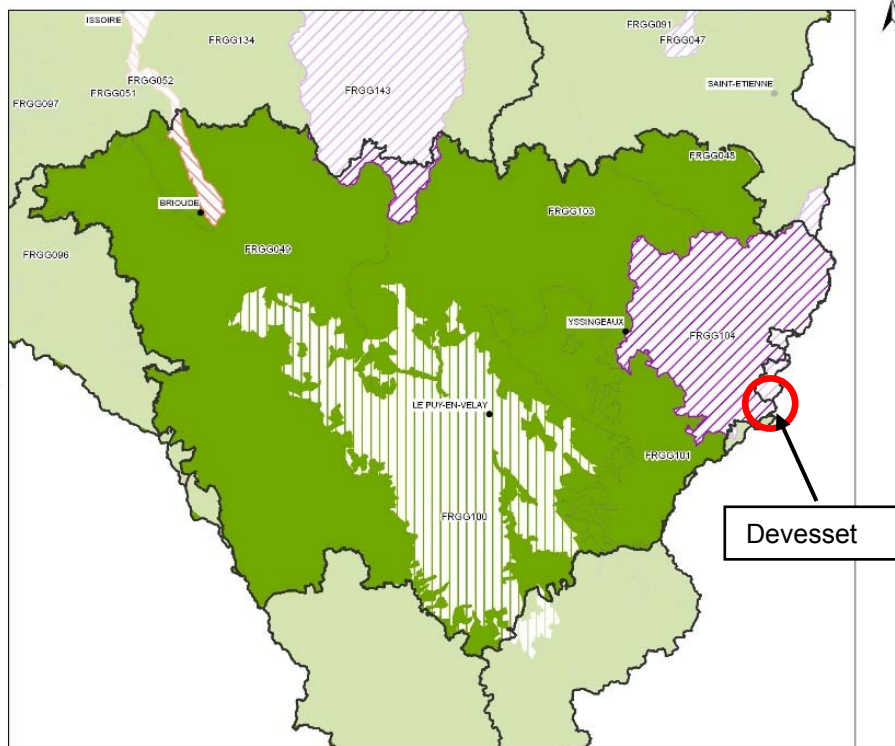 ISSOIRE
FRGG134
FRGG091
FRGG047
FRGG052
FRGG051
FRGG097
FRGG143
SAINT-ETIENNE
FRGG048
BRIOUDE
FRGG103
FRGG049
FRGG096
YSSINGEAUX
FRGG104
LE PUY-EN-VELAY
FRGG101
FRGG100
Devesset